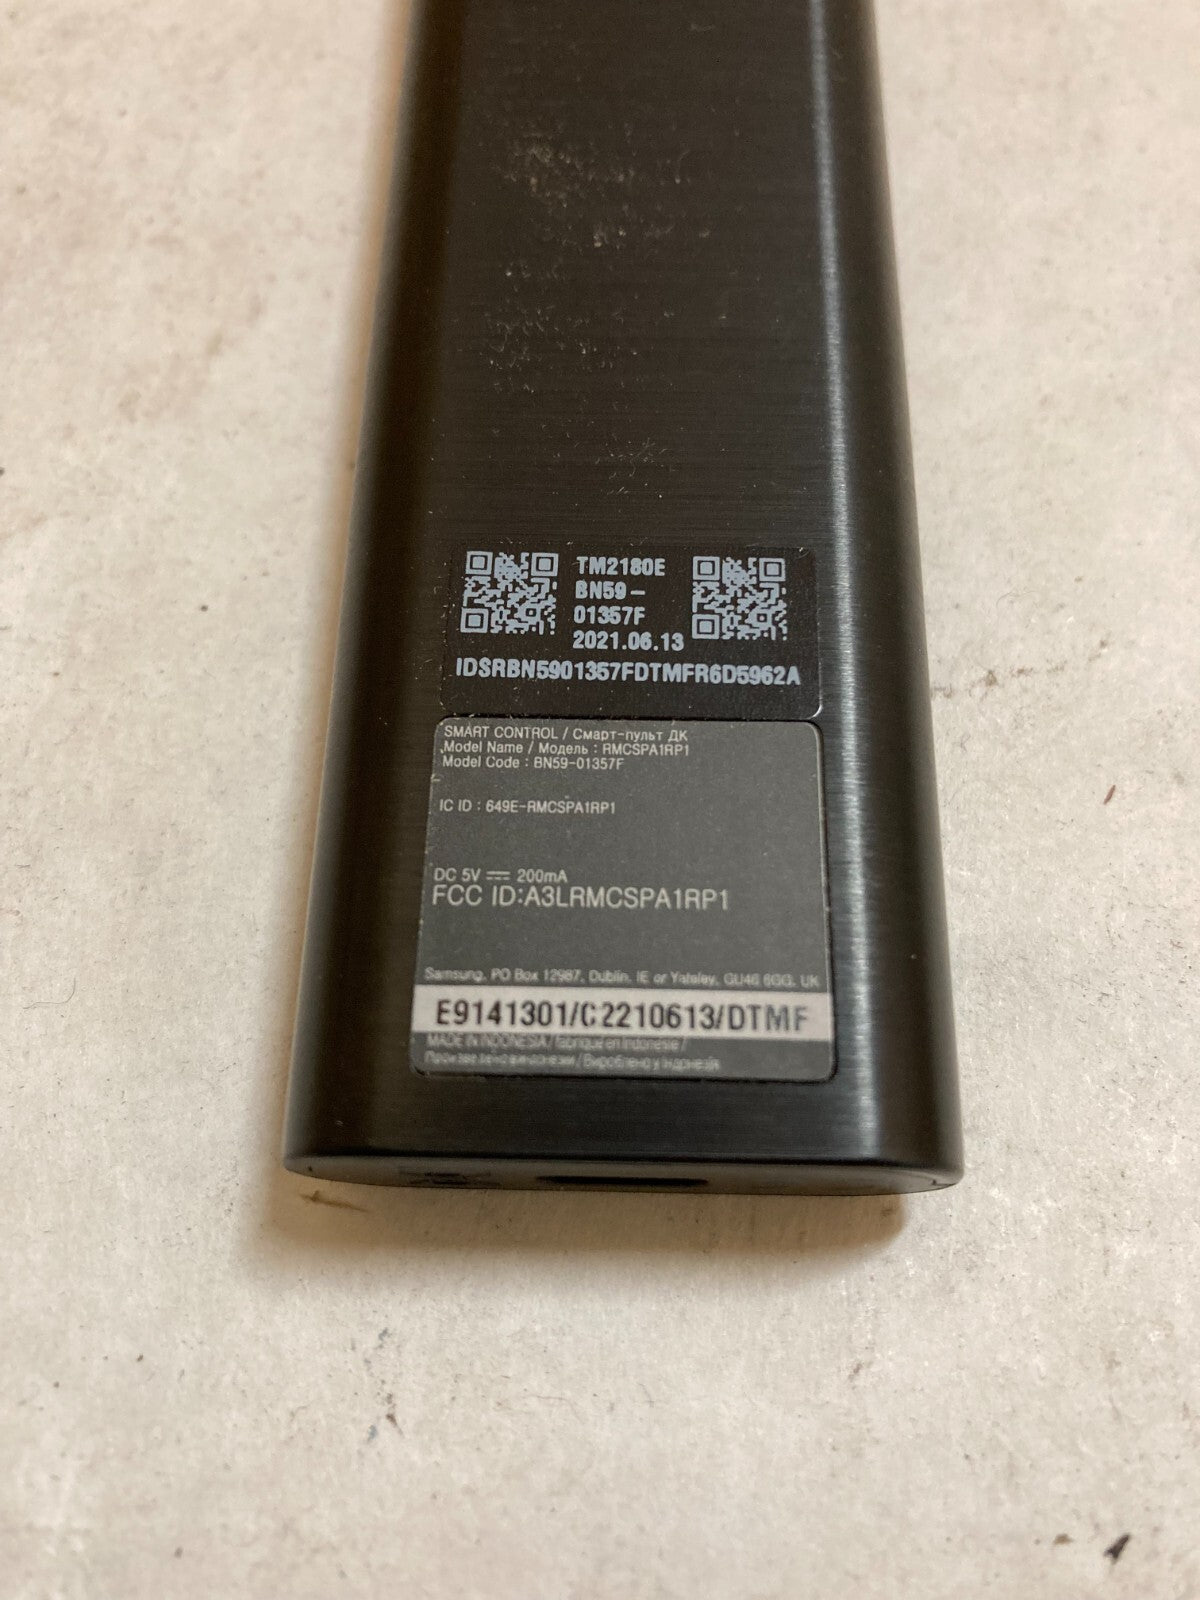 TM2180E
BN59-
01357F
2021.06.13
IDSRBN5901357FDTMFR6D5962A
SMART CONTROL / Смарт-пульт ДК
Model Name / Модель : RMCSPA1RP1
Model Code : BN59-01357F
IC ID : 649E-RMCSPA1RP1
DC 5V ⎓ 200mA
FCC ID:A3LRMCSPA1RP1
Samsung, PO Box 12987, Dublin. IE or Yateley, GU46 6GG, UK
E9141301/C2210613/DTMF
MADE IN INDONESIA / fabriqué en Indonésie /
/ Вироблено у